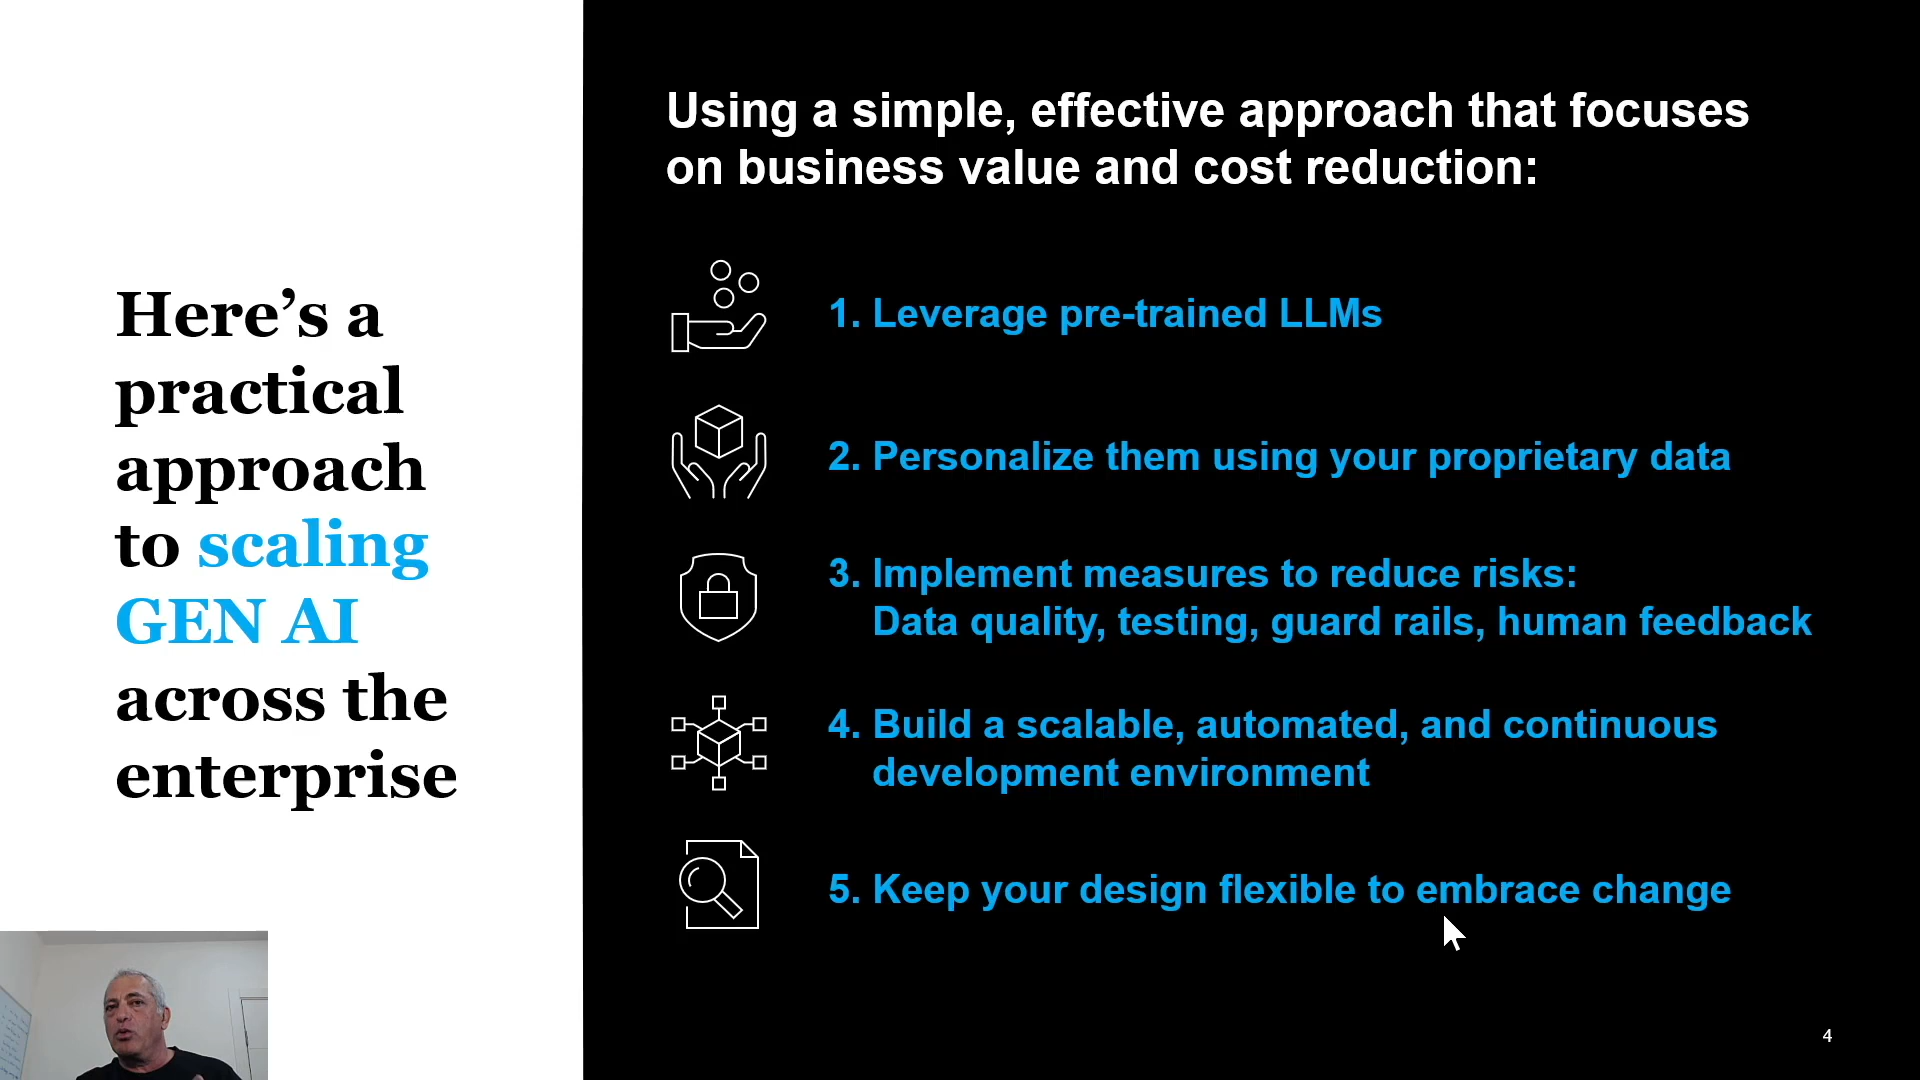 Here’s a
practical
approach
to scaling
GEN AI
across the
enterprise
Using a simple, effective approach that focuses
on business value and cost reduction:
1. Leverage pre-trained LLMs
2. Personalize them using your proprietary data
3. Implement measures to reduce risks:
Data quality, testing, guard rails, human feedback
4. Build a scalable, automated, and continuous
development environment
5. Keep your design flexible to embrace change
4